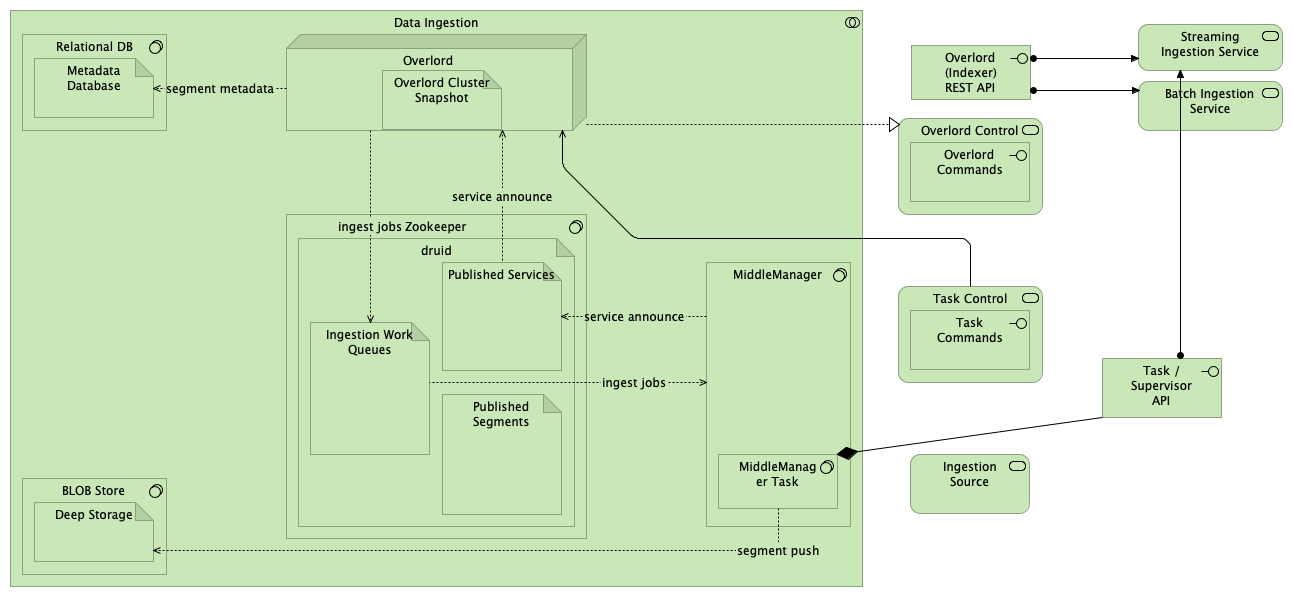 Data Ingestion
Relational DB
Metadata
Database
segment metadata
Overlord
Overlord Cluster
Snapshot
Overlord
(Indexer)
REST API
Streaming
Ingestion Service
Batch Ingestion
Service
Overlord Control
Overlord
Commands
service announce
ingest jobs Zookeeper
druid
Published Services
Ingestion Work
Queues
service announce
ingest jobs
Published
Segments
MiddleManager
MiddleManag
er Task
Task Control
Task
Commands
Task /
Supervisor
API
Ingestion
Source
BLOB Store
Deep Storage
segment push